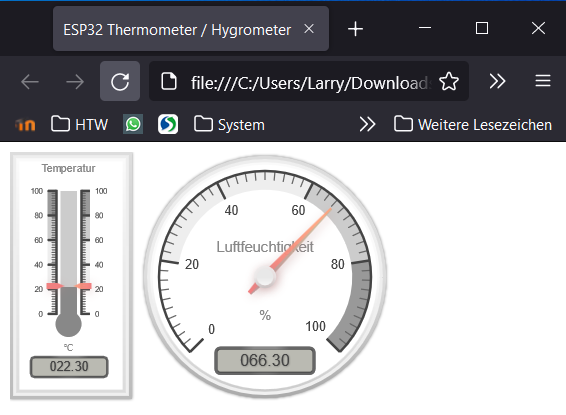 ESP32 Thermometer / Hygrometer
file:///C:/Users/Larry/Downloads
HTW
System
Weitere Lesezeichen
Temperatur
100 100
80 80
60 60
40 40
20 20
0 0
°C
022.30
40 60
Luftfeuchtigkeit
20 80
%
0 100
066.30